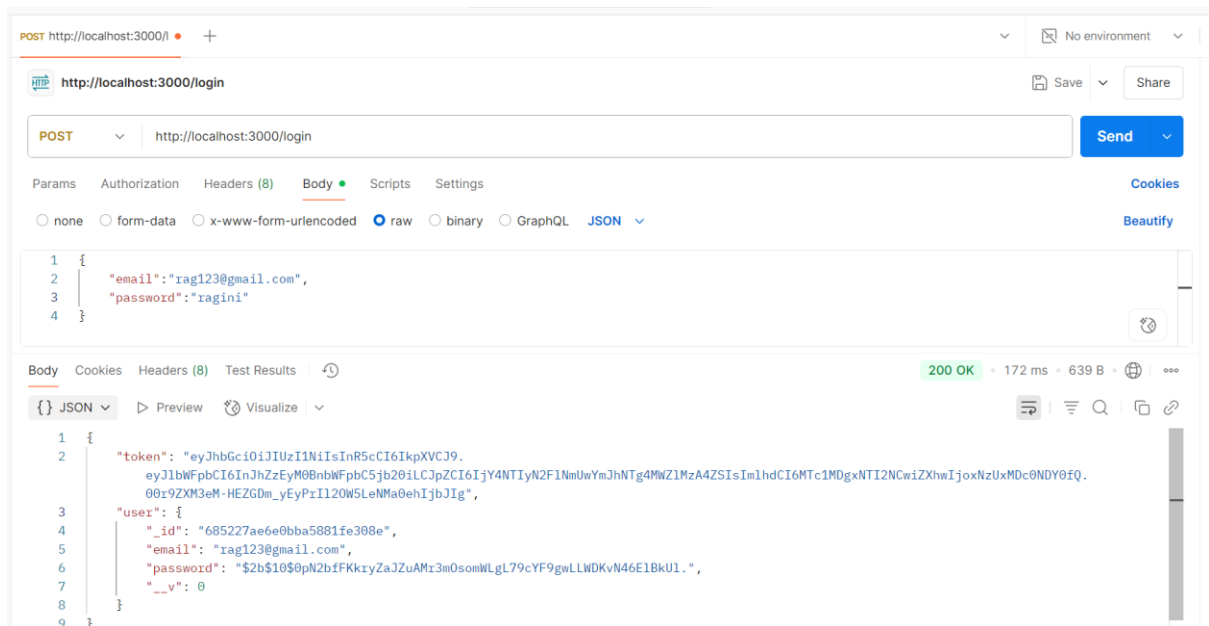 POST http://localhost:3000/l
No environment
HTTP http://localhost:3000/login
Save
Share
POST http://localhost:3000/login
Send
Params Authorization Headers (8) Body Scripts Settings
Cookies
none form-data x-www-form-urlencoded raw binary GraphQL JSON
Beautify
1 {
2 "email":"rag123@gmail.com",
3 "password":"ragini"
4 }
Body Cookies Headers (8) Test Results
200 OK • 172 ms • 639 B
{} JSON Preview Visualize
1 {
2 "token": "eyJhbGciOiJIUzI1NiIsInR5cCI6IkpXVCJ9.
eyJlbWFpbCI6InJhZzEyM0BnbWFpbC5jb20iLCJpZCI6IjY4NTIyN2FlNmUwYmJhNTg4MWZlMzA4ZSIsImlhdCI6MTc1MDgxNTI2NCwiZXhwIjoxNzUxMDc0NDY0fQ.
00r9ZXM3eM-HEZGDm_yEyPrIl2OW5LeNMa0ehIjbJIg",
3 "user": {
4 "_id": "685227ae6e0bba5881fe308e",
5 "email": "rag123@gmail.com",
6 "password": "$2b$10$0pN2bfFKkryZaJZuAMr3mOsomWLgL79cYF9gwLLWDKvN46ElBkUl.",
7 "__v": 0
8 }
9 }